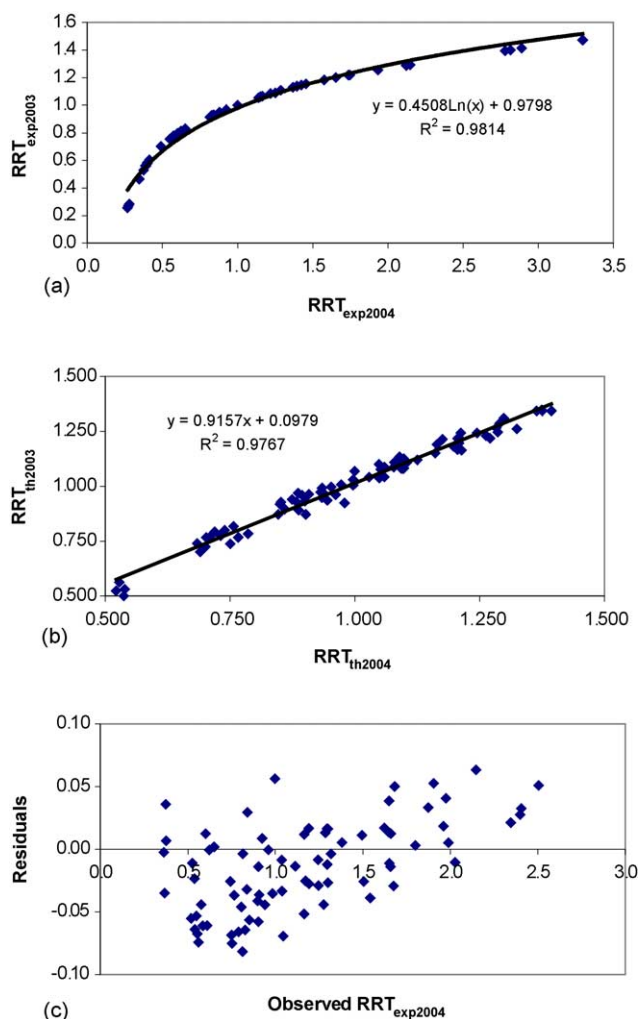 1.6
1.4
1.2
1.0
0.8
0.6
0.4
0.2
0.0
RRTexp2003
y = 0.4508Ln(x) + 0.9798
R² = 0.9814
0.0 0.5 1.0 1.5 2.0 2.5 3.0 3.5
(a)
RRTexp2004
1.500
1.250
1.000
0.750
0.500
RRTth2003
y = 0.9157x + 0.0979
R² = 0.9767
0.500 0.750 1.000 1.250 1.500
(b)
RRTth2004
0.10
0.05
0.00
-0.05
-0.10
Residuals
0.0 0.5 1.0 1.5 2.0 2.5 3.0
(c)
Observed RRTexp2004